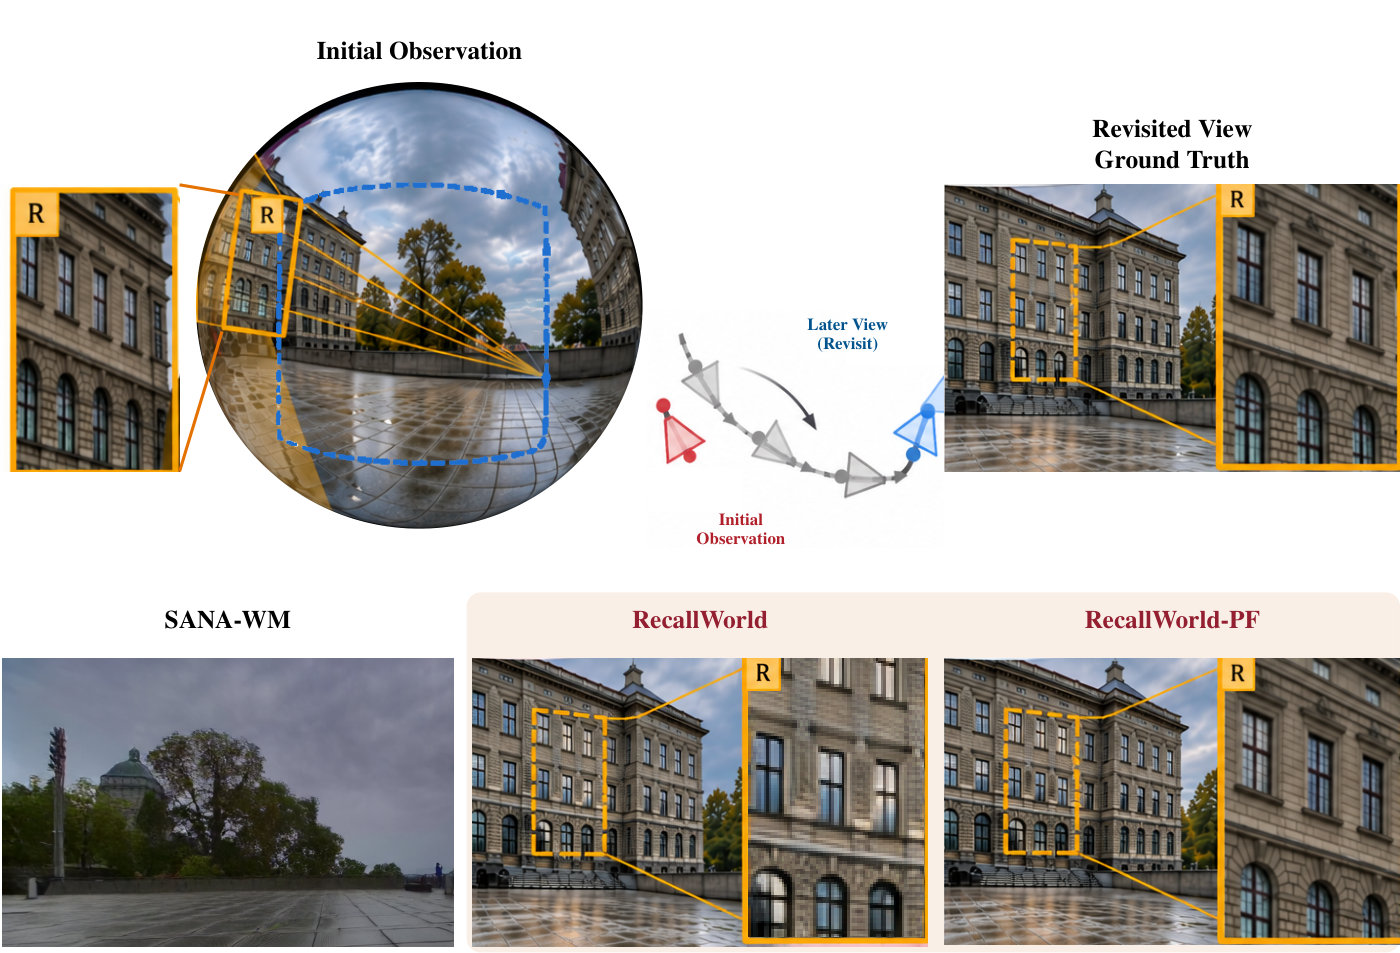 Initial Observation
R
R
Later View
(Revisit)
Initial
Observation
Revisited View
Ground Truth
R
SANA-WM
RecallWorld
R
RecallWorld-PF
R